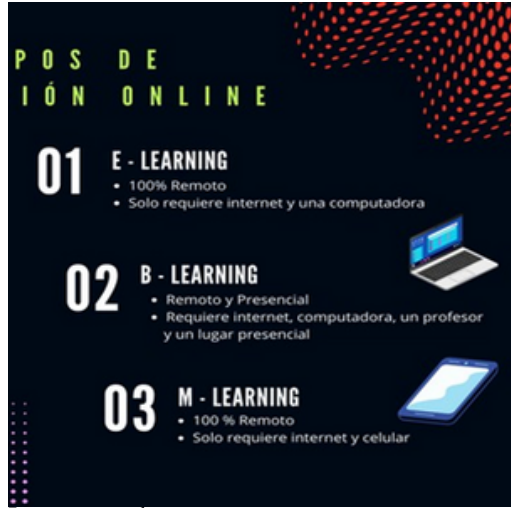 POS DE
IÓN ONLINE
01
E - LEARNING
• 100% Remoto
• Solo requiere internet y una computadora
02
B - LEARNING
• Remoto y Presencial
• Requiere internet, computadora, un profesor
y un lugar presencial
03
M - LEARNING
• 100 % Remoto
• Solo requiere internet y celular